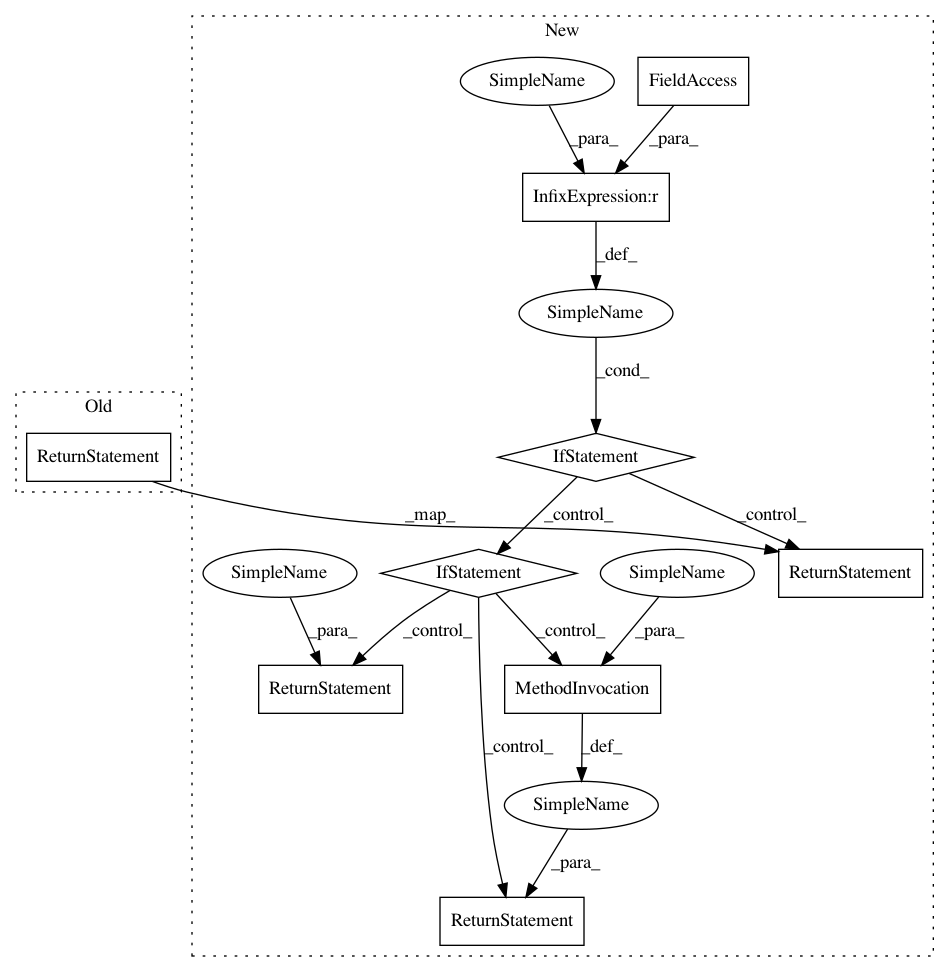 New
SimpleName
FieldAccess
_para_
_para_
InfixExpression:r
_def_
SimpleName
_cond_
Old
ReturnStatement
IfStatement
_map_
_control_
_control_
SimpleName
IfStatement
SimpleName
ReturnStatement
_para_
_control_
_control_
_para_
ReturnStatement
MethodInvocation
_control_
_def_
SimpleName
_para_
ReturnStatement